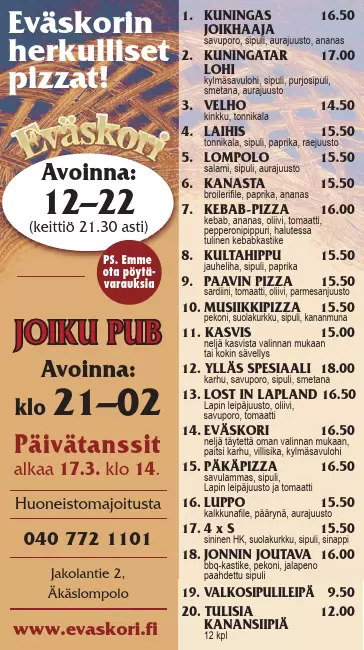 Eväskorin
herkulliset
pizzat!
Eväskori
Avoinna:
12–22
(keittiö 21.30 asti)
PS. Emme
ota pöytä-
varauksia
JOIKU PUB
Avoinna:
klo 21–02
Päivätanssit
alkaa 17.3. klo 14.
Huoneistomajoitusta
040 772 1101
Jakolantie 2,
Äkäslompolo
www.evaskori.fi
1. KUNINGAS 16.50
JOIKHAAJA
savuporo, sipuli, aurajuusto, ananas
2. KUNINGATAR 17.00
LOHI
kylmäsavulohi, sipuli, purjosipuli,
smetana, aurajuusto
3. VELHO 14.50
kinkku, tonnikala
4. LAIHIS 15.50
tonnikala, sipuli, paprika, raejuusto
5. LOMPOLO 15.50
salami, sipuli, aurajuusto
6. KANASTA 15.50
broilerifile, paprika, ananas
7. KEBAB-PIZZA 16.00
kebab, ananas, oliivi, tomaatti,
pepperonipippuri, halutessa
tulinen kebabkastike
8. KULTAHIPPU 15.50
jauheliha, sipuli, paprika
9. PAAVIN PIZZA 15.50
sardiini, tomaatti, oliivi, parmesanjuusto
10. MUSIIKKIPIZZA 15.50
pekoni, suolakurkku, sipuli, kananmuna
11. KASVIS 15.00
neljä kasvista valinnan mukaan
tai kokin sävellys
12. YLLÄS SPESIAALI 18.00
karhu, savuporo, sipuli, smetana
13. LOST IN LAPLAND 16.50
Lapin leipäjuusto, oliivi,
savuporo, tomaatti
14. EVÄSKORI 16.50
neljä täytettä oman valinnan mukaan,
paitsi karhu, villisika, kylmäsavulohi
15. PÄKÄPIZZA 16.50
savulammas, sipuli,
Lapin leipäjuusto ja tomaatti
16. LUPPO 15.50
kalkkunafile, päärynä, aurajuusto
17. 4 x S 15.50
sininen HK, suolakurkku, sipuli, sinappi
18. JONNIN JOUTAVA 16.00
bbq-kastike, pekoni, jalapeno
paahdettu sipuli
19. VALKOSIPULILEIPÄ 9.50
20. TULISIA 12.00
KANANSIIPIÄ
12 kpl